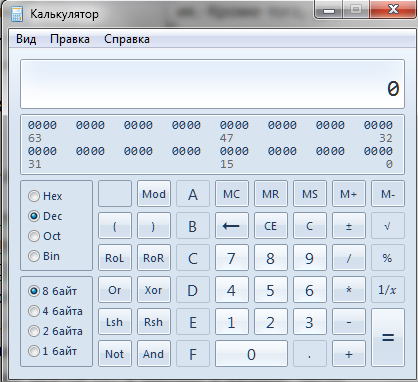 Калькулятор
Вид Правка Справка
0
0000 0000 0000 0000 0000 0000 0000 0000
63 47 32
0000 0000 0000 0000 0000 0000 0000 0000
31 15 0
Hex Mod A MC MR MS M+ M-
Dec ( ) B ← CE C ± √
Oct RoL RoR C 7 8 9 / %
Bin
8 байт Or Xor D 4 5 6 * 1/x
4 байта Lsh Rsh E 1 2 3 - =
2 байта
1 байт Not And F 0 . +